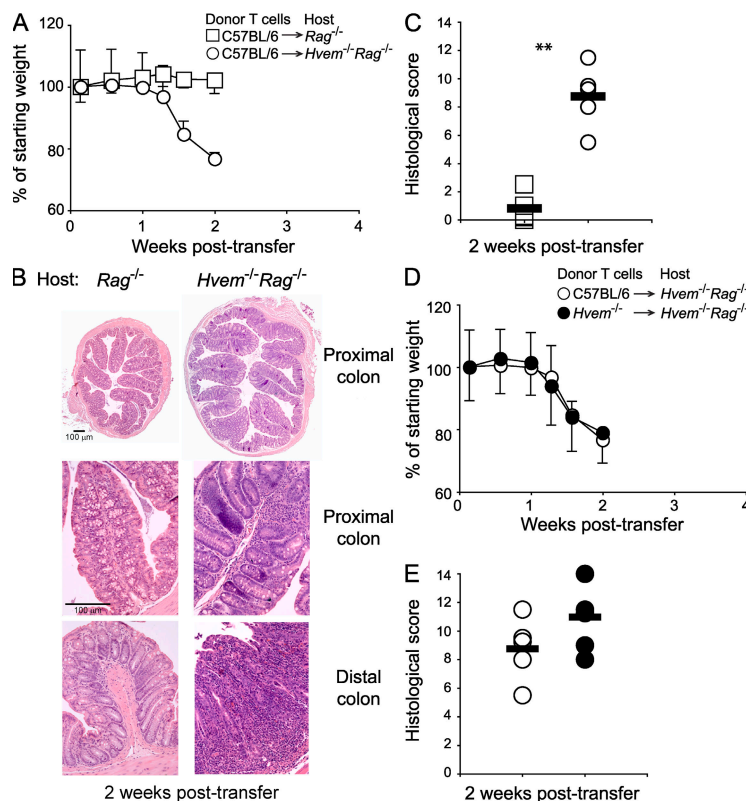 A
Donor T cells Host
C57BL/6 → Rag-/-
C57BL/6 → Hvem-/-Rag-/-
% of starting weight
120
100
80
60
0 1 2 3 4
Weeks post-transfer
C
**
Histological score
14
12
10
8
6
4
2
0
2 weeks post-transfer
B Host: Rag-/- Hvem-/-Rag-/-
Proximal
colon
100 µm
Proximal
colon
100 µm
Distal
colon
2 weeks post-transfer
D
Donor T cells Host
C57BL/6 → Hvem-/-Rag-/-
Hvem-/- → Hvem-/-Rag-/-
% of starting weight
120
100
80
60
0 1 2 3 4
Weeks post-transfer
E
Histological score
14
12
10
8
6
4
2
0
2 weeks post-transfer